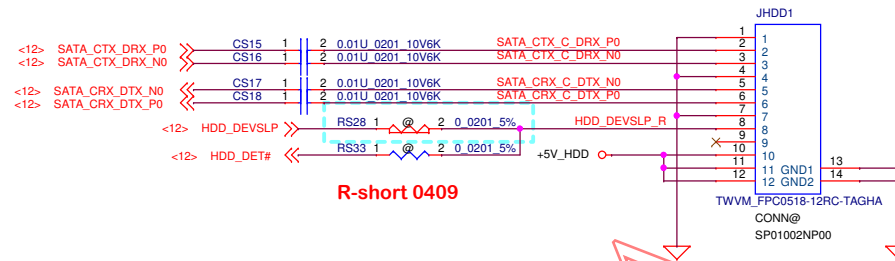 JHDD1
<12> SATA_CTX_DRX_P0 CS15 1 2 0.01U_0201_10V6K SATA_CTX_C_DRX_P0
<12> SATA_CTX_DRX_N0 CS16 1 2 0.01U_0201_10V6K SATA_CTX_C_DRX_N0
<12> SATA_CRX_DTX_N0 CS17 1 2 0.01U_0201_10V6K SATA_CRX_C_DTX_N0
<12> SATA_CRX_DTX_P0 CS18 1 2 0.01U_0201_10V6K SATA_CRX_C_DTX_P0
<12> HDD_DEVSLP RS28 1 @ 2 0_0201_5% HDD_DEVSLP_R
<12> HDD_DET# RS33 1 @ 2 0_0201_5% +5V_HDD
R-short 0409
1 1
2 2
3 3
4 4
5 5
6 6
7 7
8 8
9 9
10 10
11 11 GND1 13
12 12 GND2 14
TWVM_FPC0518-12RC-TAGHA
CONN@
SP01002NP00